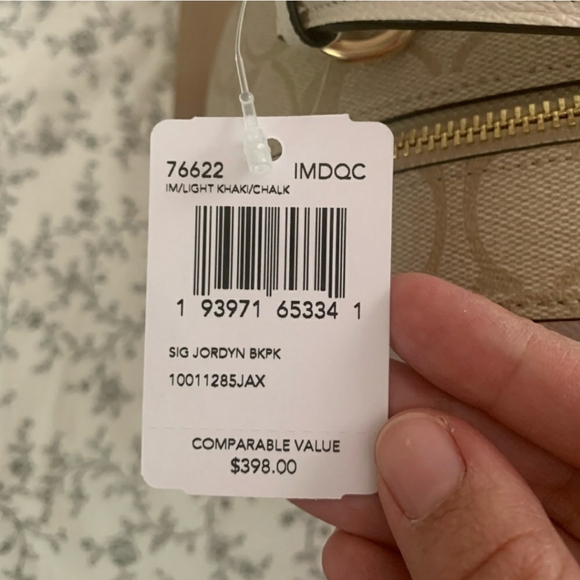 76622 IMDQC
IM/LIGHT KHAKI/CHALK
1 93971 65334 1
SIG JORDYN BKPK
10011285JAX
COMPARABLE VALUE
$398.00